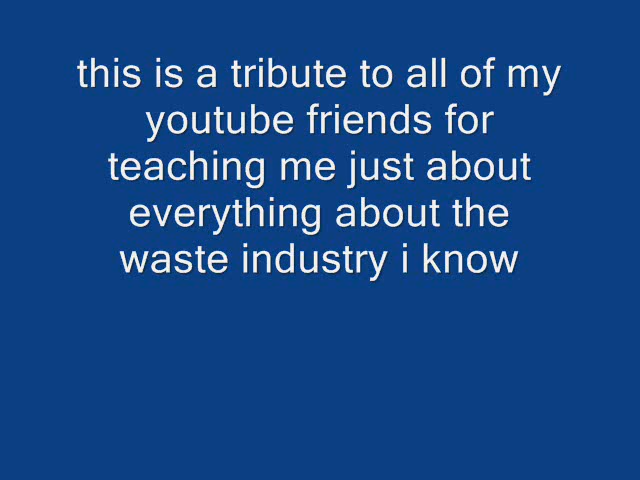 this is a tribute to all of my
youtube friends for
teaching me just about
everything about the
waste industry i know